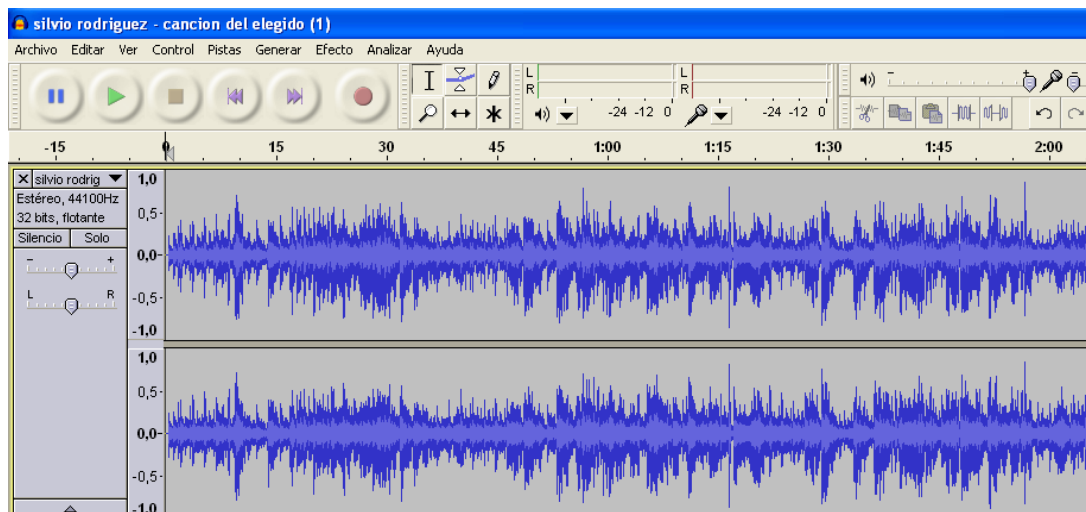 silvio rodriguez - cancion del elegido (1)
Archivo Editar Ver Control Pistas Generar Efecto Analizar Ayuda
L L
R R
-24 -12 0 -24 -12 0
-15 0 15 30 45 1:00 1:15 1:30 1:45 2:00
silvio rodrig
Estéreo, 44100Hz
32 bits, flotante
Silencio Solo
- +
L R
1,0
0,5
0,0
-0,5
-1,0
1,0
0,5
0,0
-0,5
-1,0